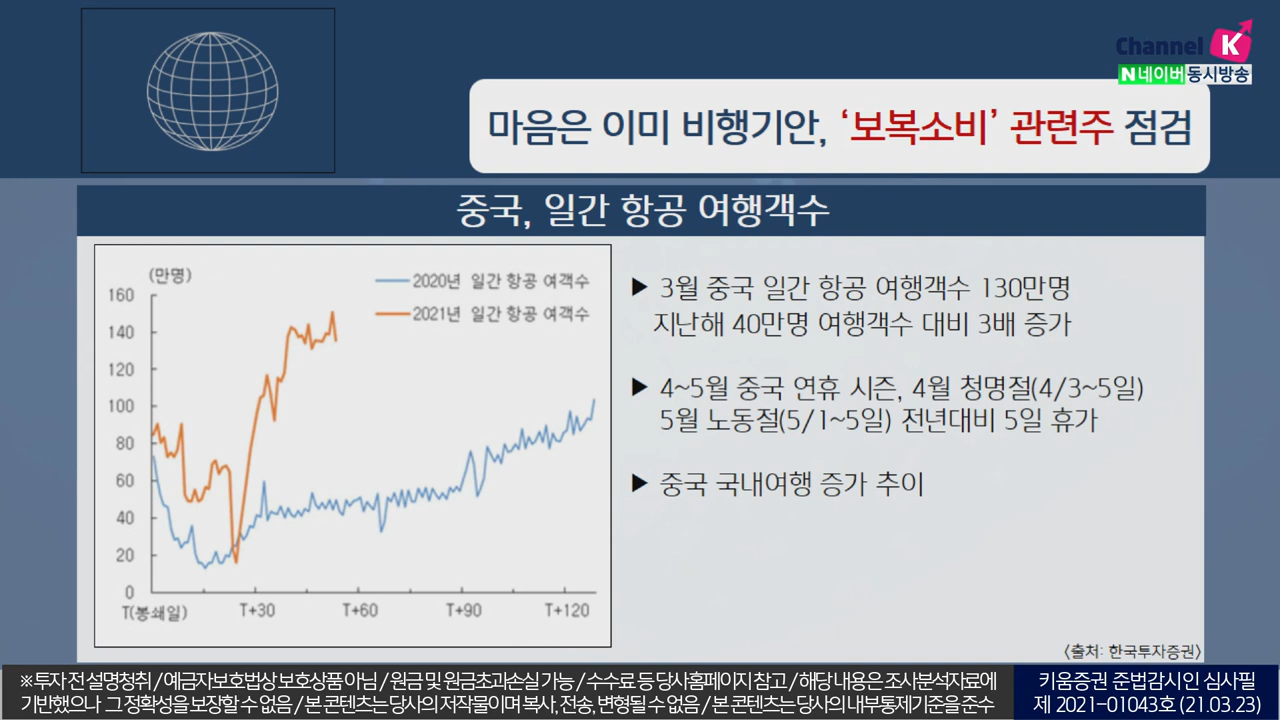 Channel K
N 네이버 동시방송
마음은 이미 비행기안, ‘보복소비’ 관련주 점검
중국, 일간 항공 여행객수
(만명)
2020년 일간 항공 여객수
2021년 일간 항공 여객수
160
140
120
100
80
60
40
20
0
T(봉쇄일) T+30 T+60 T+90 T+120
▶ 3월 중국 일간 항공 여행객수 130만명
지난해 40만명 여행객수 대비 3배 증가
▶ 4~5월 중국 연휴 시즌, 4월 청명절(4/3~5일)
5월 노동절(5/1~5일) 전년대비 5일 휴가
▶ 중국 국내여행 증가 추이
<출처: 한국투자증권>
※ 투자 전 설명청취 / 예금자보호법상 보호상품 아님 / 원금 및 원금초과손실 가능 / 수수료 등 당사홈페이지 참고 / 해당 내용은 조사분석자료에
기반했으나 그 정확성을 보장할 수 없음 / 본 콘텐츠는 당사의 저작물이며 복사, 전송, 변형될 수 없음 / 본 콘텐츠는 당사의 내부통제기준을 준수
키움증권 준법감시인 심사필
제 2021-01043호 (21.03.23)